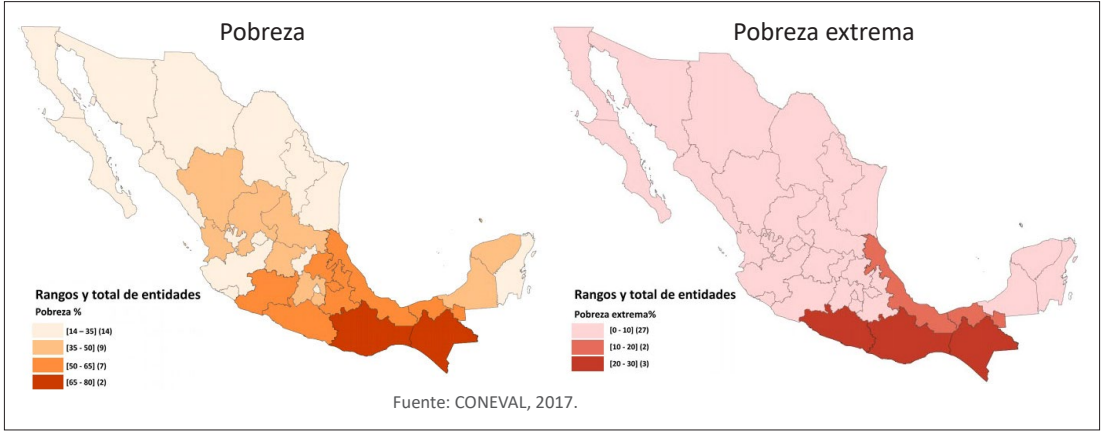 Pobreza
Rangos y total de entidades
Pobreza %
[14 – 35] (14)
[35 - 50] (9)
[50 - 65] (7)
[65 - 80] (2)
Pobreza extrema
Rangos y total de entidades
Pobreza extrema%
[0 - 10] (27)
[10 - 20] (2)
[20 - 30] (3)
Fuente: CONEVAL, 2017.